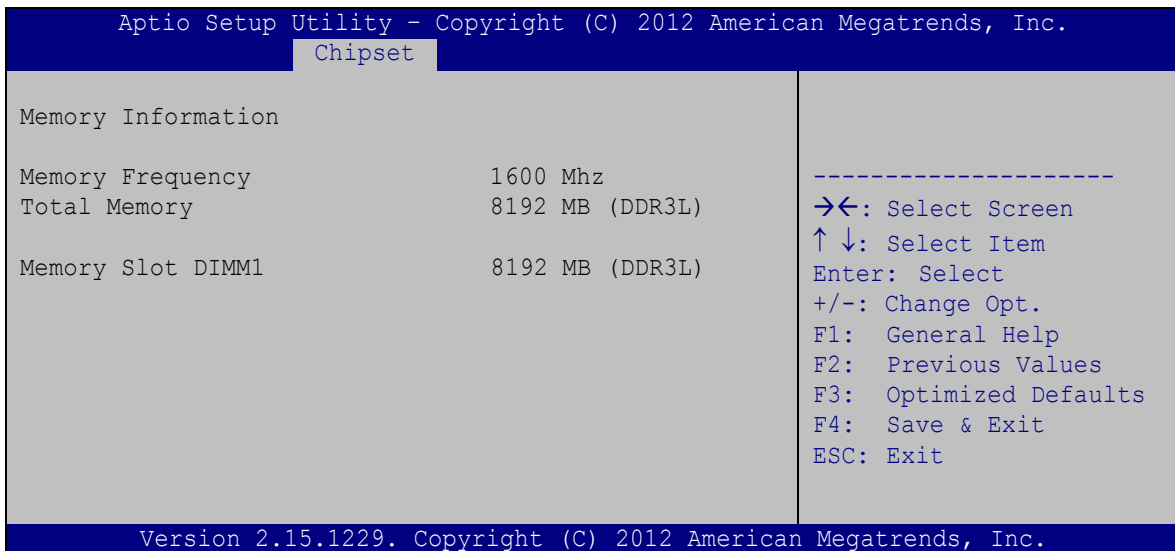 Aptio Setup Utility – Copyright (C) 2012 American Megatrends, Inc.
Chipset
Memory Information
Memory Frequency 1600 Mhz
Total Memory 8192 MB (DDR3L)
Memory Slot DIMM1 8192 MB (DDR3L)
---------------------
→←: Select Screen
↑ ↓: Select Item
Enter: Select
+/-: Change Opt.
F1: General Help
F2: Previous Values
F3: Optimized Defaults
F4: Save & Exit
ESC: Exit
Version 2.15.1229. Copyright (C) 2012 American Megatrends, Inc.